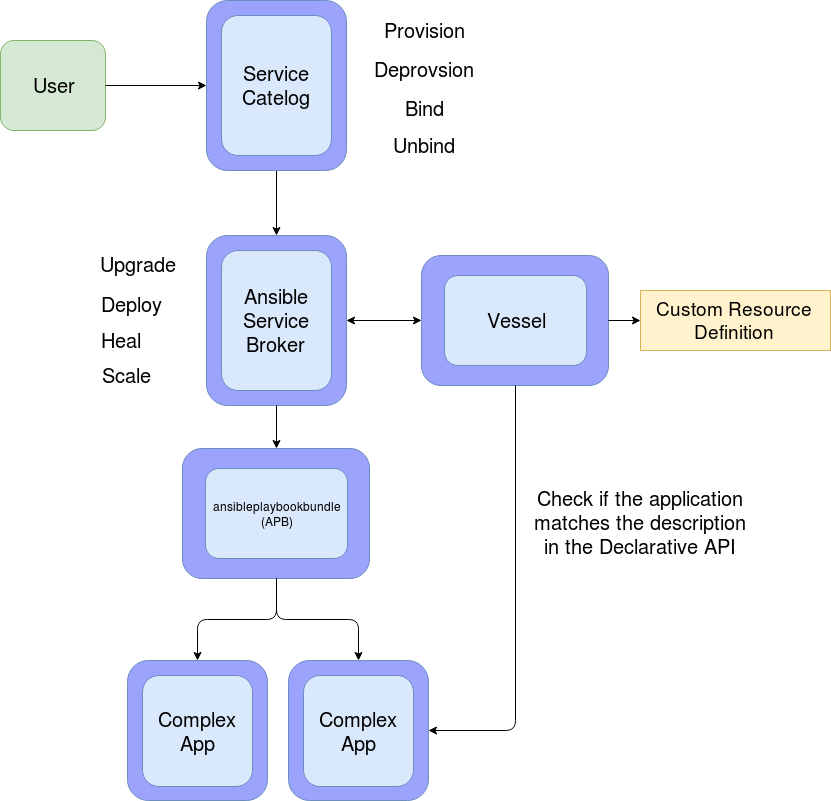 User
Service
Catelog
Provision
Deprovsion
Bind
Unbind
Upgrade
Deploy
Heal
Scale
Ansible
Service
Broker
Vessel
Custom Resource
Definition
ansibleplaybookbundle
(APB)
Check if the application
matches the description
in the Declarative API
Complex
App
Complex
App